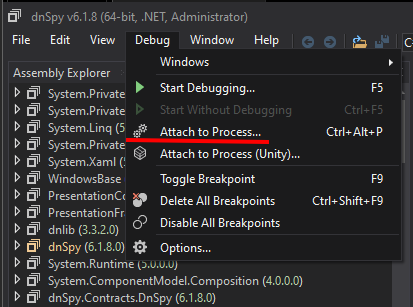 dnSpy v6.1.8 (64-bit, .NET, Administrator)
File Edit View Debug Window Help
Assembly Explorer
System.Private
System.Private
System.Linq (5
System.Private
System.Xaml (5
WindowsBase
PresentationCo
PresentationFr
dnlib (3.3.2.0)
dnSpy (6.1.8.0)
System.Runtime (5.0.0.0)
System.ComponentModel.Composition (4.0.0.0)
dnSpy.Contracts.DnSpy (6.1.8.0)
Windows
Start Debugging... F5
Start Without Debugging Ctrl+F5
Attach to Process... Ctrl+Alt+P
Attach to Process (Unity)...
Toggle Breakpoint F9
Delete All Breakpoints Ctrl+Shift+F9
Disable All Breakpoints
Options...